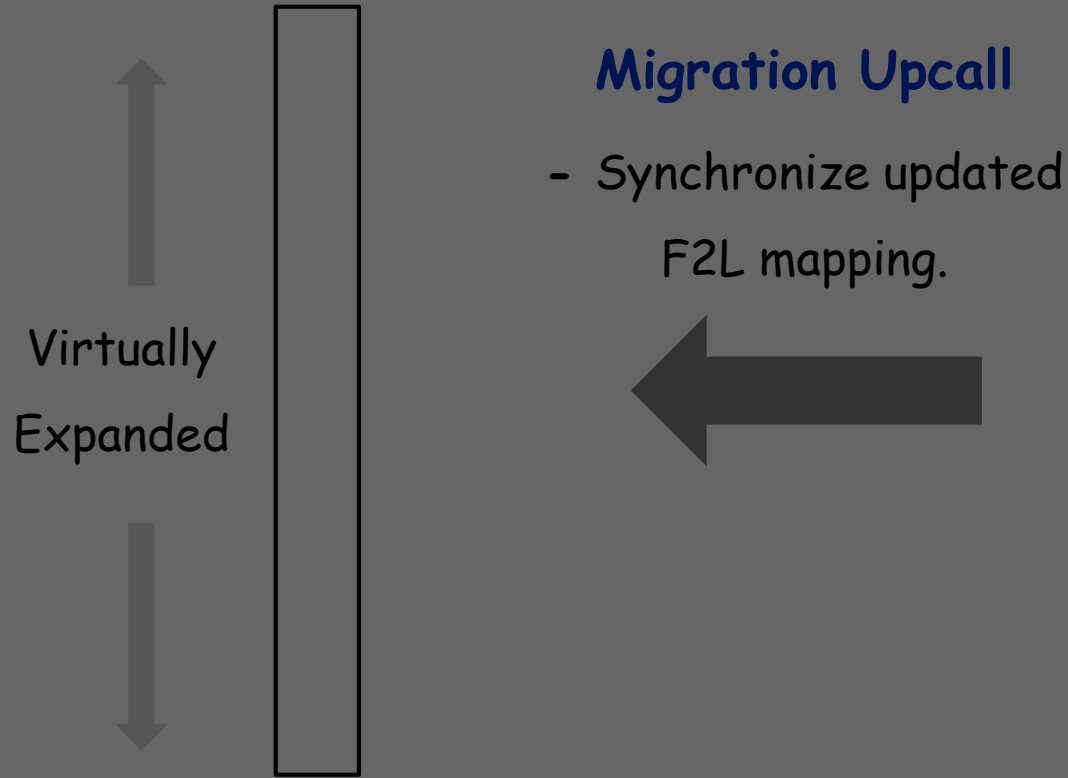 Migration Upcall
- Synchronize updated
F2L mapping.
Virtually
Expanded